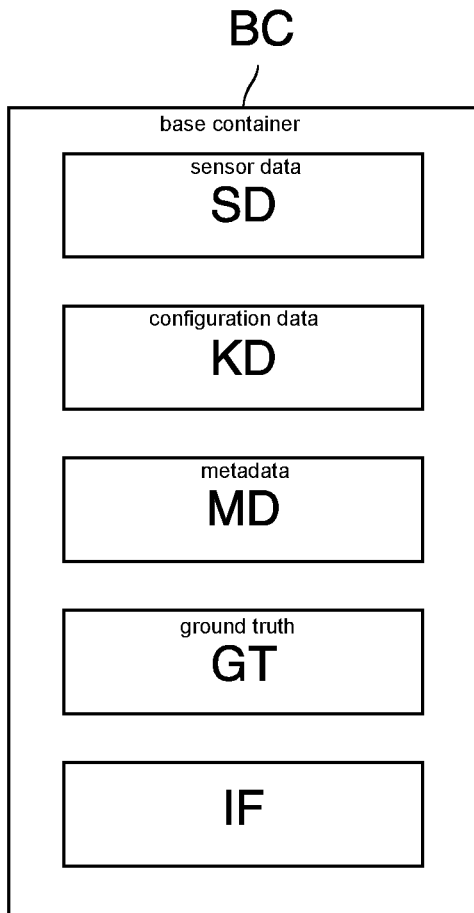 BC
base container
sensor data
SD
configuration data
KD
metadata
MD
ground truth
GT
IF